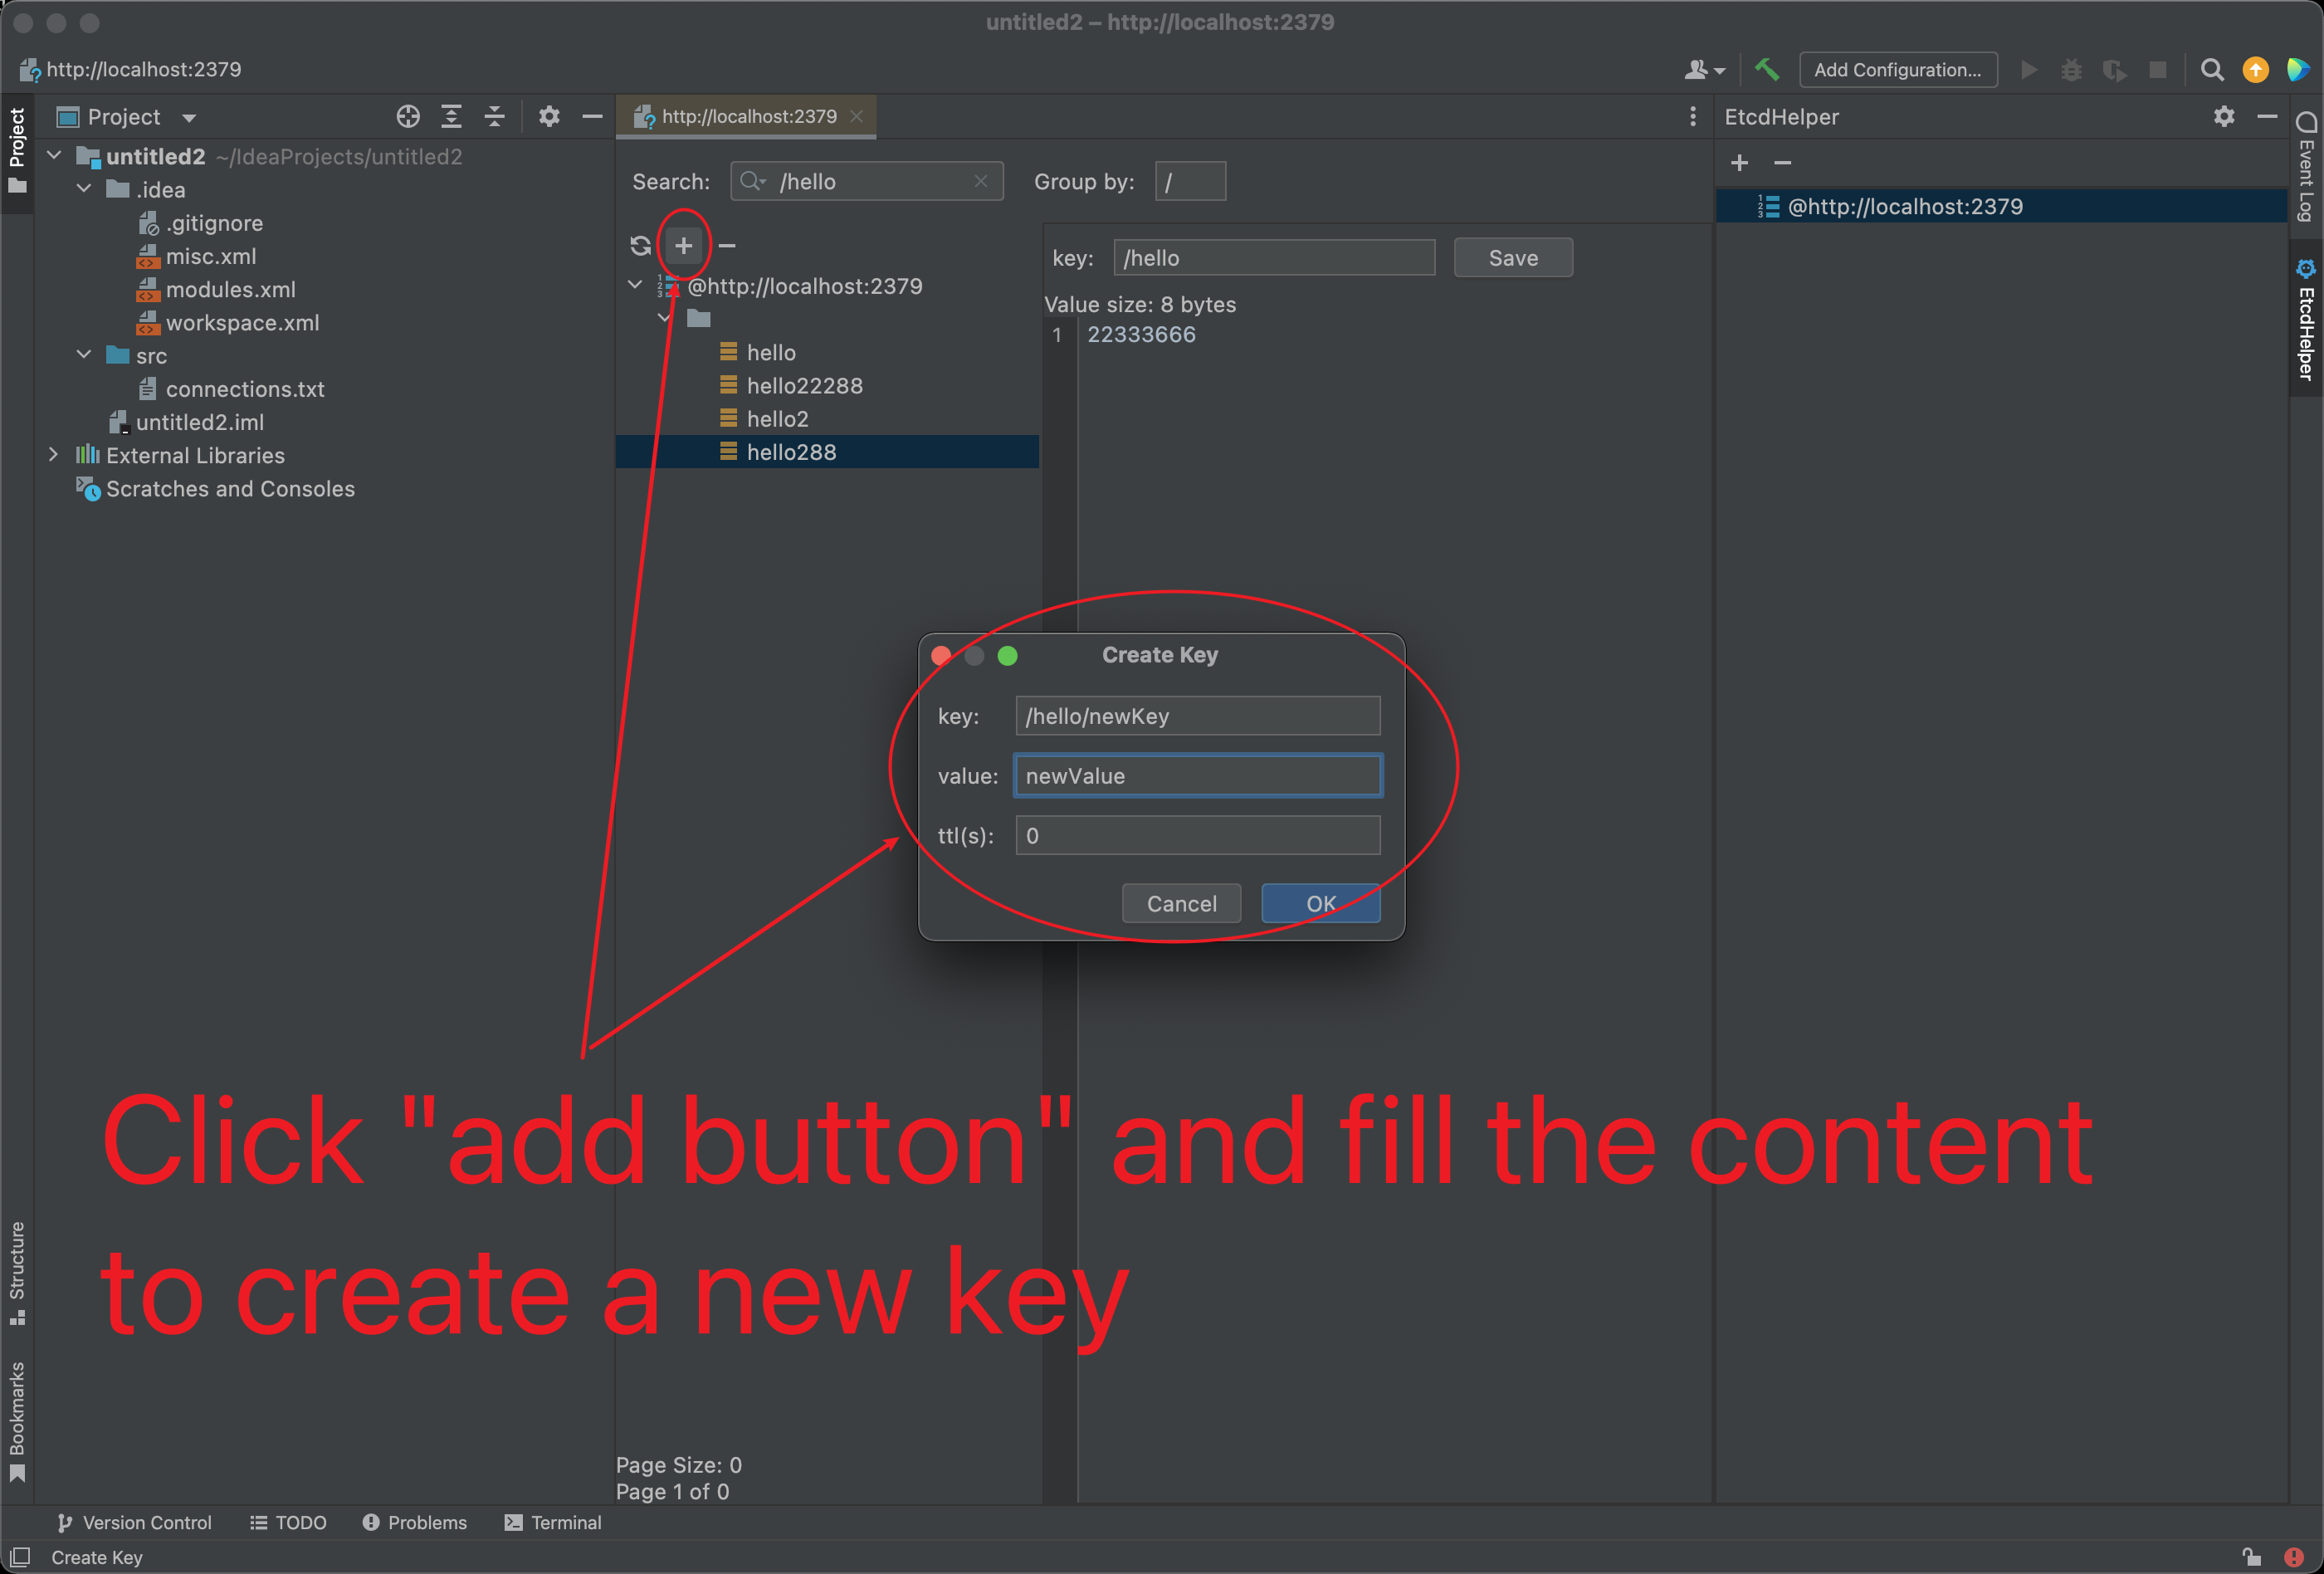 untitled2 – http://localhost:2379
http://localhost:2379
Add Configuration...
Project
Project
http://localhost:2379
EtcdHelper
Event Log
EtcdHelper
untitled2 ~/IdeaProjects/untitled2
.idea
.gitignore
misc.xml
modules.xml
workspace.xml
src
connections.txt
untitled2.iml
External Libraries
Scratches and Consoles
Search: /hello Group by: /
@http://localhost:2379
hello
hello22288
hello2
hello288
key: /hello Save
Value size: 8 bytes
1 22333666
@http://localhost:2379
Create Key
key: /hello/newKey
value: newValue
ttl(s): 0
Cancel OK
Click "add button" and fill the content
to create a new key
Structure
Bookmarks
Page Size: 0
Page 1 of 0
Version Control TODO Problems Terminal
Create Key